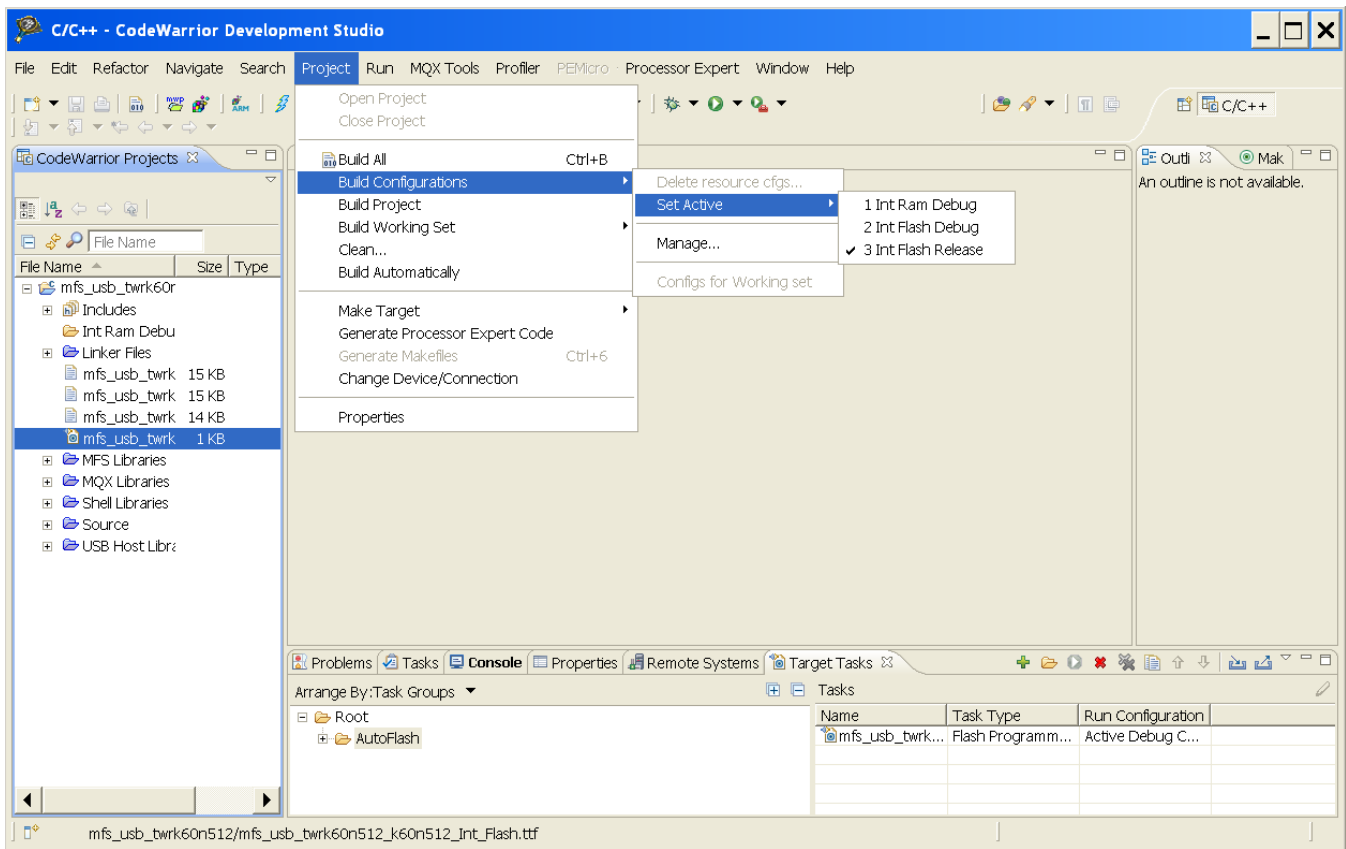 C/C++ - CodeWarrior Development Studio
File Edit Refactor Navigate Search Project Run MQX Tools Profiler PEMicro Processor Expert Window Help
C/C++
CodeWarrior Projects
File Name
File Name Size Type
mfs_usb_twrk60r
Includes
Int Ram Debu
Linker Files
mfs_usb_twrk 15 KB
mfs_usb_twrk 15 KB
mfs_usb_twrk 14 KB
mfs_usb_twrk 1 KB
MFS Libraries
MQX Libraries
Shell Libraries
Source
USB Host Libra
Open Project
Close Project
Build All Ctrl+B
Build Configurations
Build Project
Build Working Set
Clean...
Build Automatically
Make Target
Generate Processor Expert Code
Generate Makefiles Ctrl+6
Change Device/Connection
Properties
Delete resource cfgs...
Set Active
Manage...
Configs for Working set
1 Int Ram Debug
2 Int Flash Debug
3 Int Flash Release
Outli Mak
An outline is not available.
Problems Tasks Console Properties Remote Systems Target Tasks
Arrange By:Task Groups
Root
AutoFlash
Tasks
Name Task Type Run Configuration
mfs_usb_twrk... Flash Programm... Active Debug C...
mfs_usb_twrk60n512/mfs_usb_twrk60n512_k60n512_Int_Flash.ttf